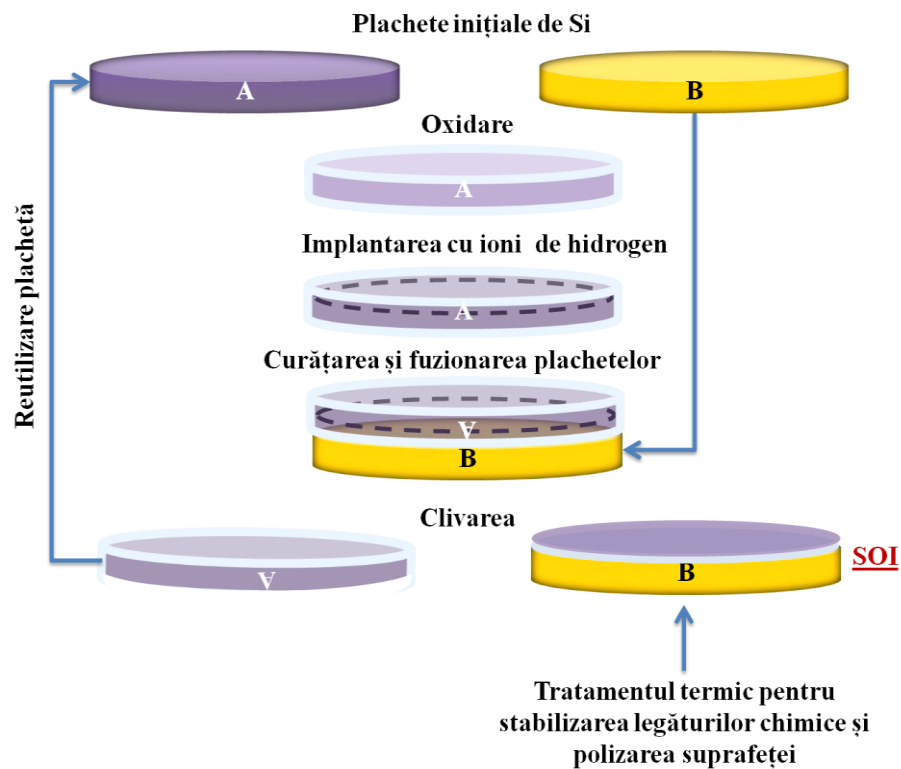 Plachete inițiale de Si
A
B
Oxidare
A
Implantarea cu ioni de hidrogen
A
Curățarea și fuzionarea plachetelor
A
B
Reutilizare plachetă
Clivarea
A
B
SOI
Tratamentul termic pentru
stabilizarea legăturilor chimice și
polizarea suprafeței